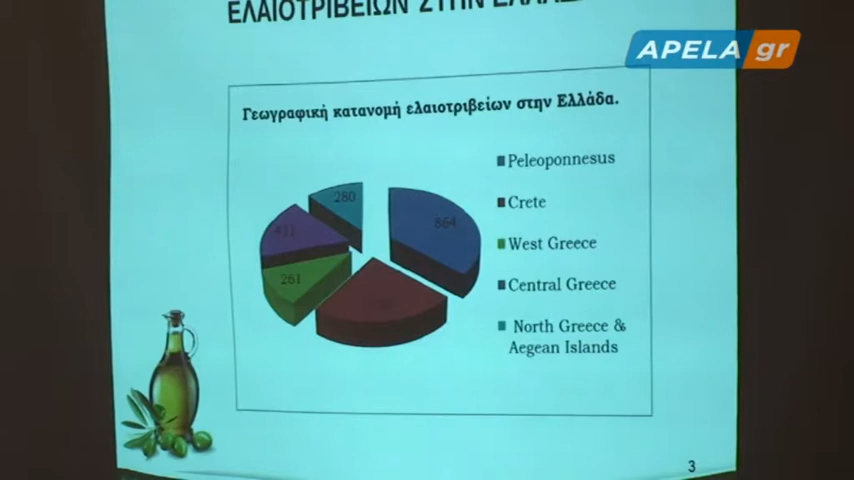 ΕΛΑΙΟΤΡΙΒΕΙΩΝ ΣΤΗΝ
APELA gr
Γεωγραφική κατανομή ελαιοτριβείων στην Ελλάδα.
Peleoponnesus
280
864
Crete
West Greece
261
Central Greece
North Greece &
Aegean Islands
3